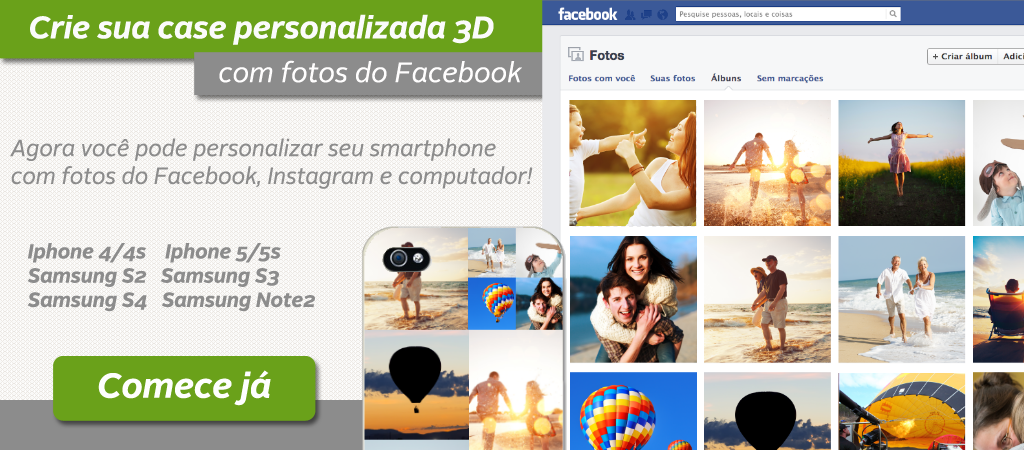 Crie sua case personalizada 3D
com fotos do Facebook
Agora você pode personalizar seu smartphone
com fotos do Facebook, Instagram e computador!
Iphone 4/4s Iphone 5/5s
Samsung S2 Samsung S3
Samsung S4 Samsung Note2
Comece já
facebook
Pesquise pessoas, locais e coisas
Fotos
+ Criar álbum
Adici
Fotos com você Suas fotos Álbuns Sem marcações